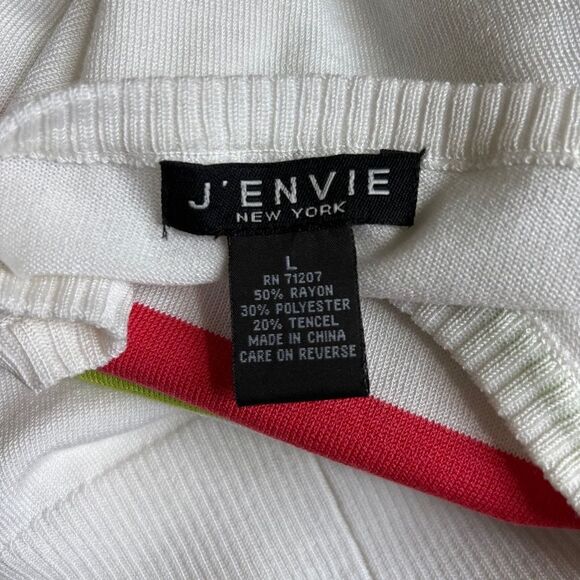 J'ENVIE
NEW YORK
L
RN 71207
50% RAYON
30% POLYESTER
20% TENCEL
MADE IN CHINA
CARE ON REVERSE